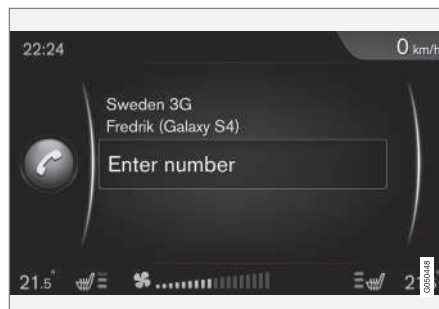 22:24
0 km/h
Sweden 3G
Fredrik (Galaxy S4)
Enter number
21.5°
G050448